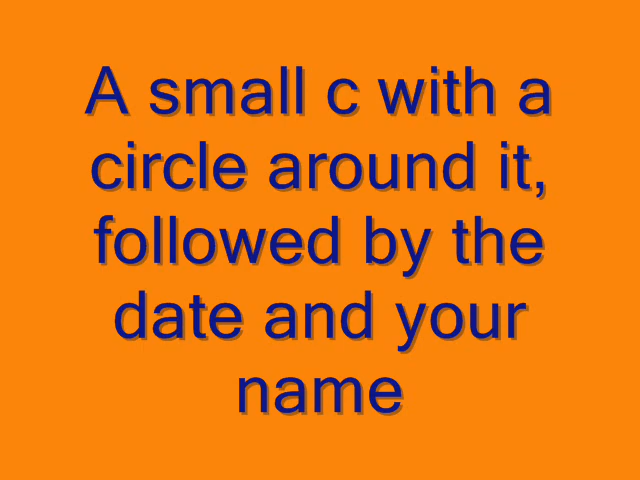 A small c with a
circle around it,
followed by the
date and your
name